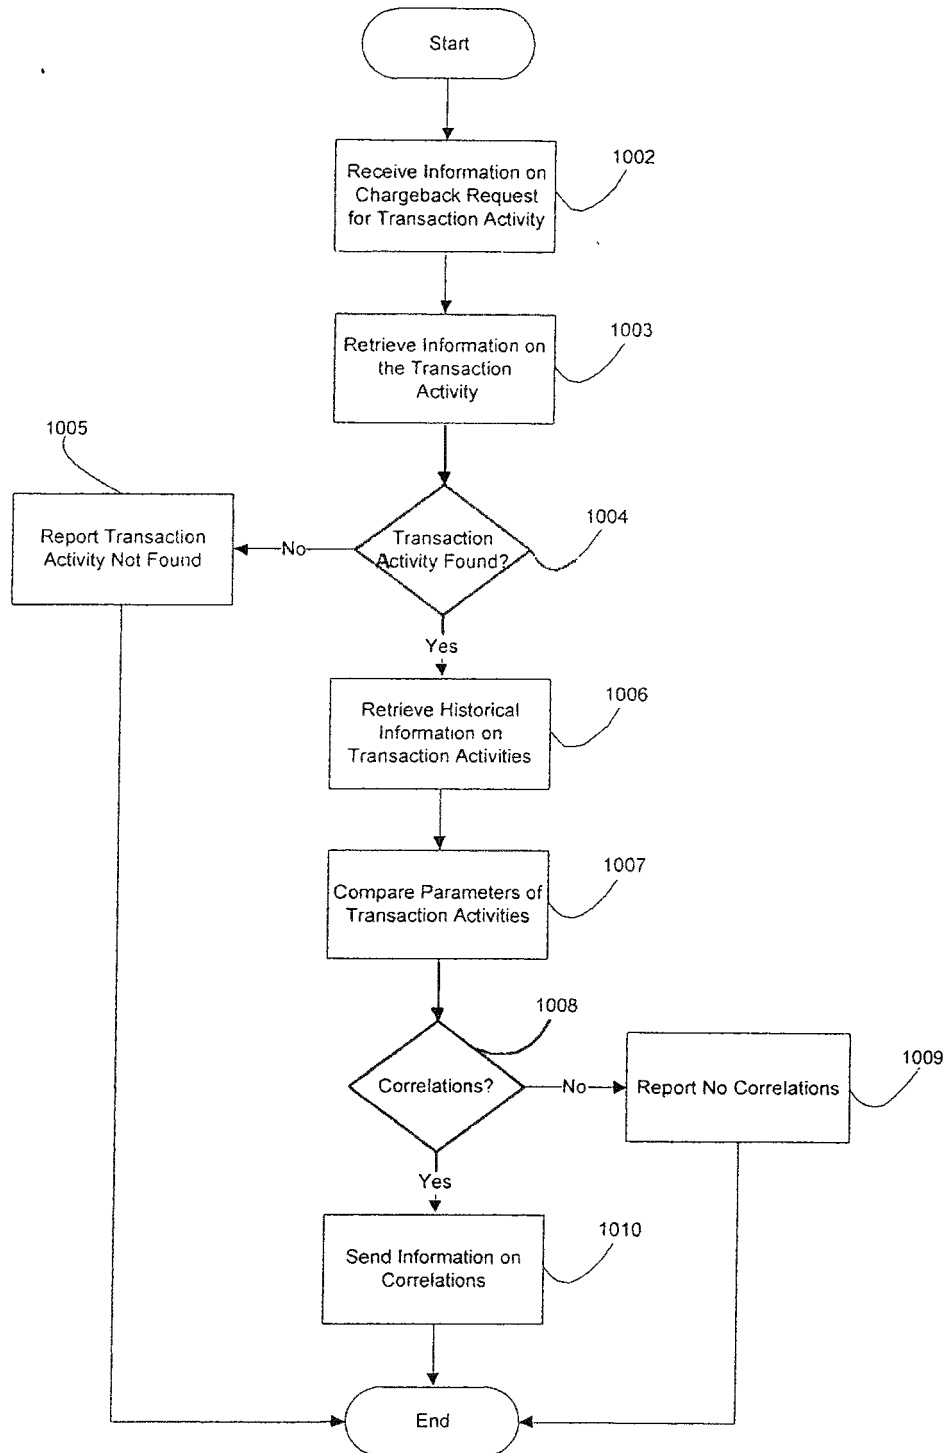 Start
1002
Receive Information on
Chargeback Request
for Transaction Activity
1003
Retrieve Information on
the Transaction
Activity
1005
Report Transaction
Activity Not Found
No
Transaction
Activity Found?
1004
Yes
1006
Retrieve Historical
Information on
Transaction Activities
1007
Compare Parameters of
Transaction Activities
1008
Correlations?
No
Report No Correlations
1009
Yes
1010
Send Information on
Correlations
End